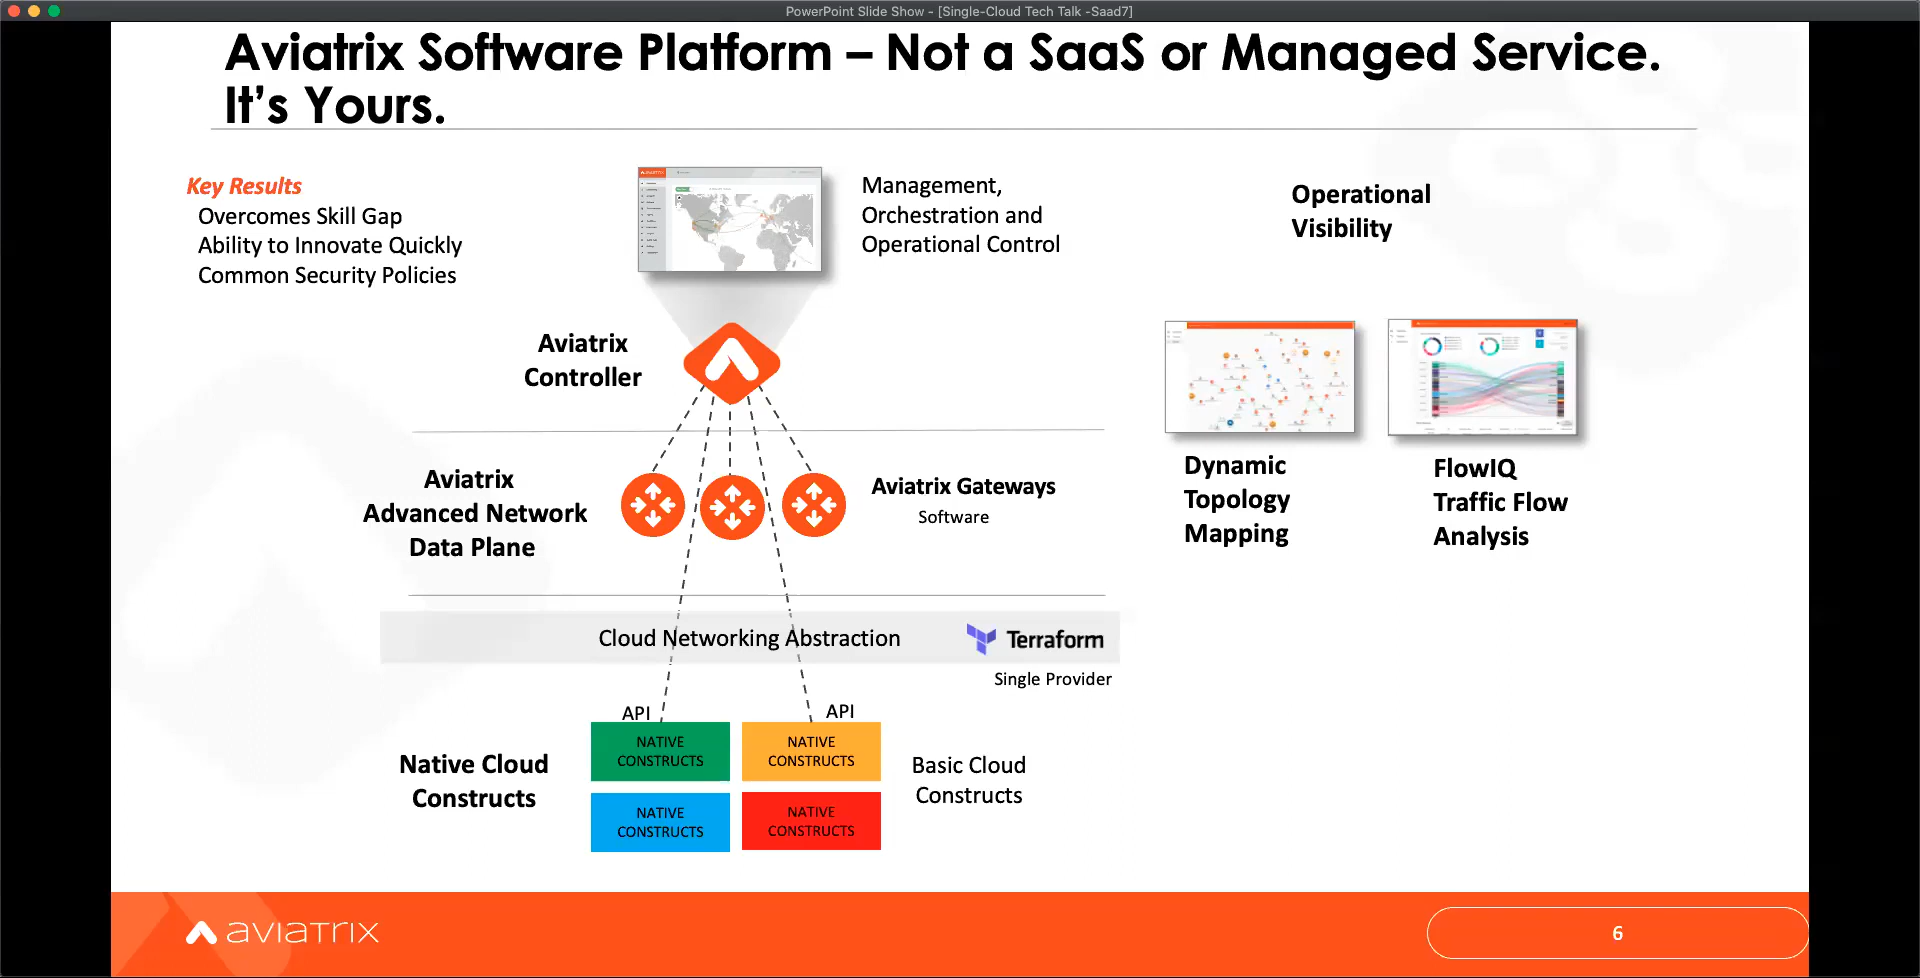 PowerPoint Slide Show - [Single-Cloud Tech Talk -Saad7]
Aviatrix Software Platform – Not a SaaS or Managed Service.
It's Yours.
Key Results
Overcomes Skill Gap
Ability to Innovate Quickly
Common Security Policies
Management,
Orchestration and
Operational Control
Operational
Visibility
Aviatrix
Controller
Aviatrix
Advanced Network
Data Plane
Aviatrix Gateways
Software
Dynamic
Topology
Mapping
FlowIQ
Traffic Flow
Analysis
Cloud Networking Abstraction
Terraform
Single Provider
API
API
Native Cloud
Constructs
NATIVE
CONSTRUCTS
NATIVE
CONSTRUCTS
NATIVE
CONSTRUCTS
NATIVE
CONSTRUCTS
Basic Cloud
Constructs
aviatrix
6